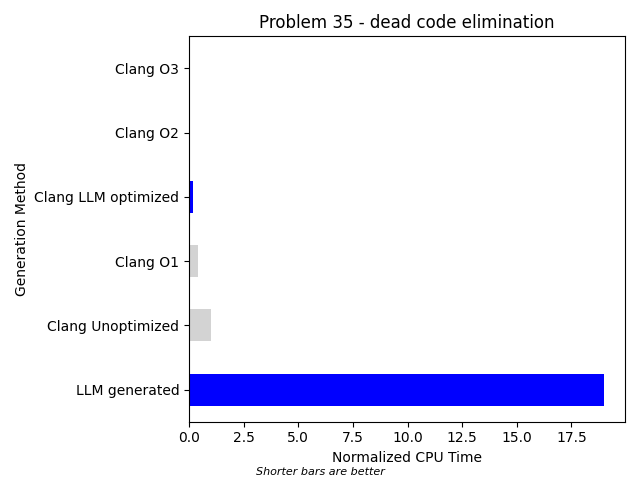 Problem 35 - dead code elimination
Generation Method
Clang O3
Clang O2
Clang LLM optimized
Clang O1
Clang Unoptimized
LLM generated
0.0 2.5 5.0 7.5 10.0 12.5 15.0 17.5
Normalized CPU Time
Shorter bars are better